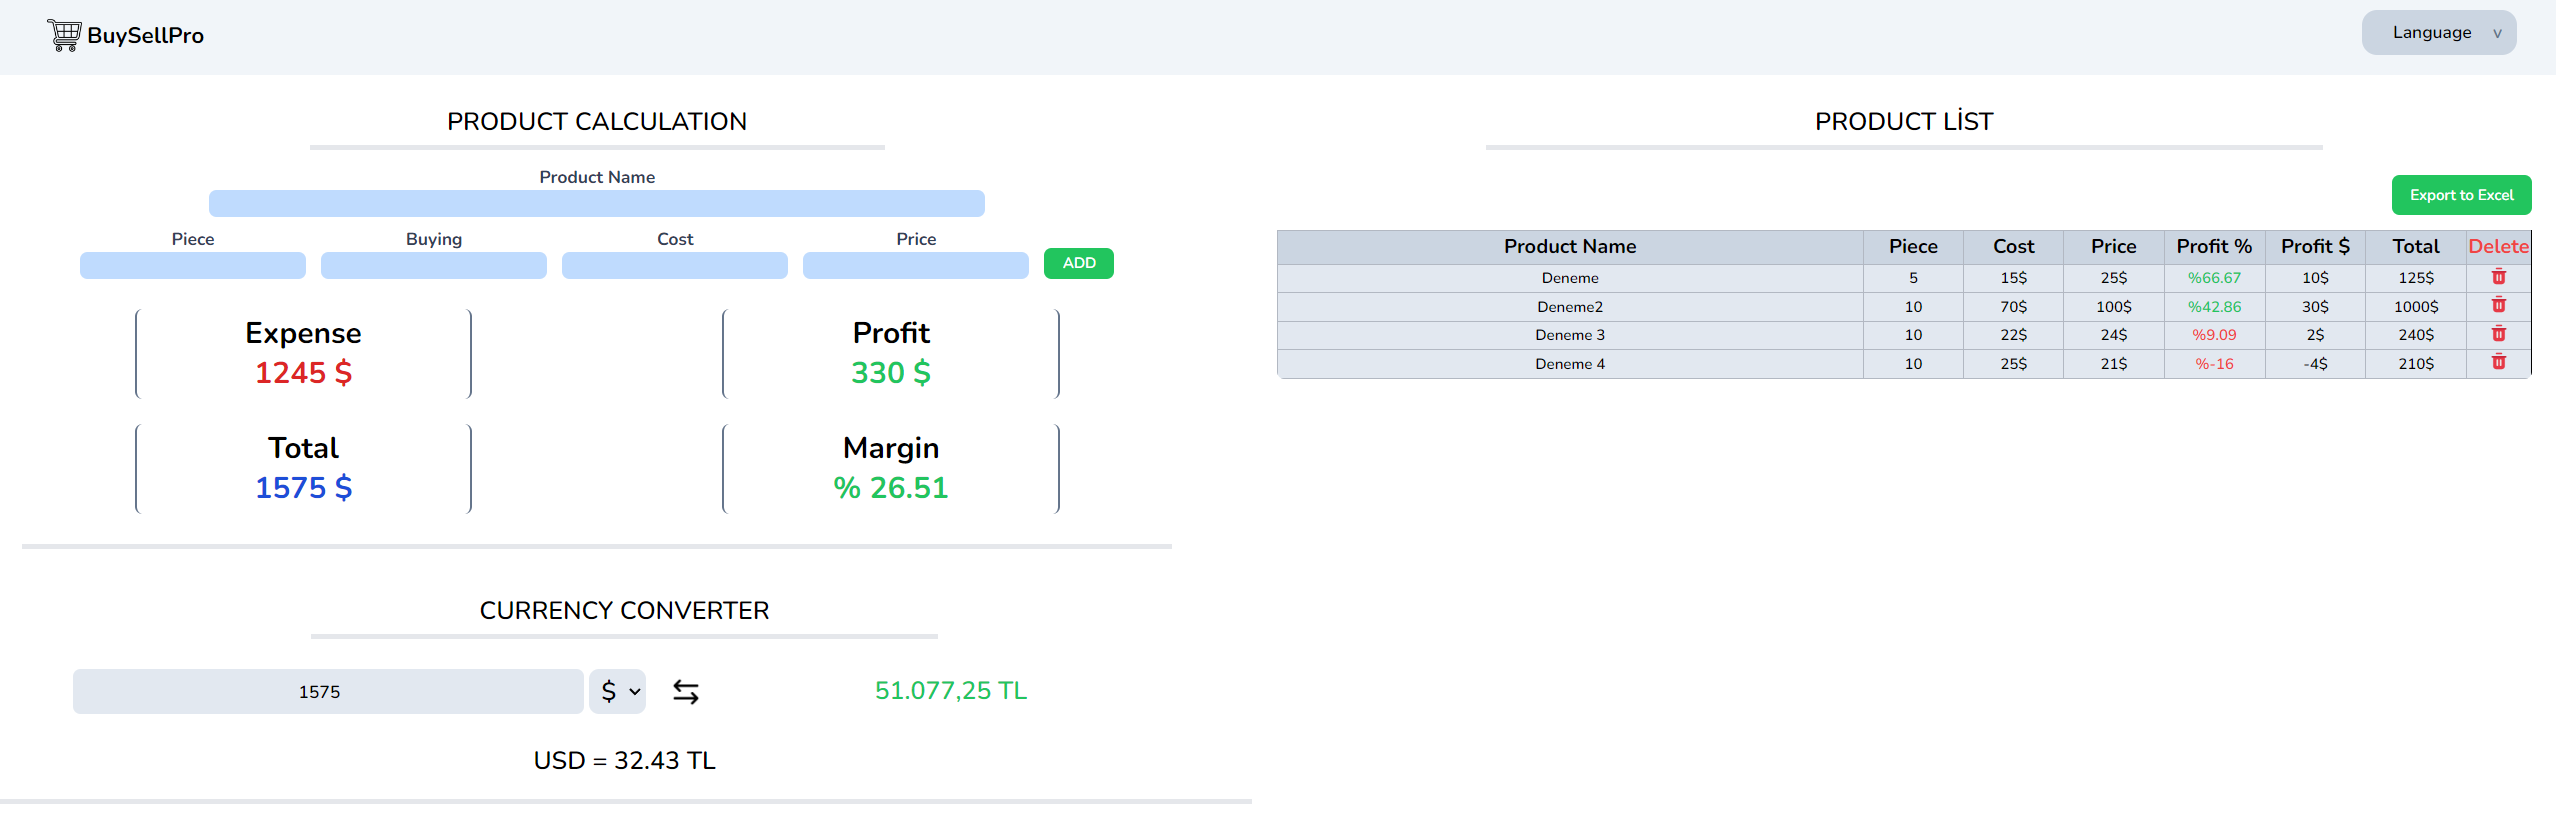 BuySellPro
Language v
PRODUCT CALCULATION
Product Name
Piece Buying Cost Price
ADD
Expense
1245 $
Profit
330 $
Total
1575 $
Margin
% 26.51
CURRENCY CONVERTER
1575 $ 51.077,25 TL
USD = 32.43 TL
PRODUCT LİST
Export to Excel
Product Name Piece Cost Price Profit % Profit $ Total Delete
Deneme 5 15$ 25$ %66.67 10$ 125$
Deneme2 10 70$ 100$ %42.86 30$ 1000$
Deneme 3 10 22$ 24$ %9.09 2$ 240$
Deneme 4 10 25$ 21$ %-16 -4$ 210$